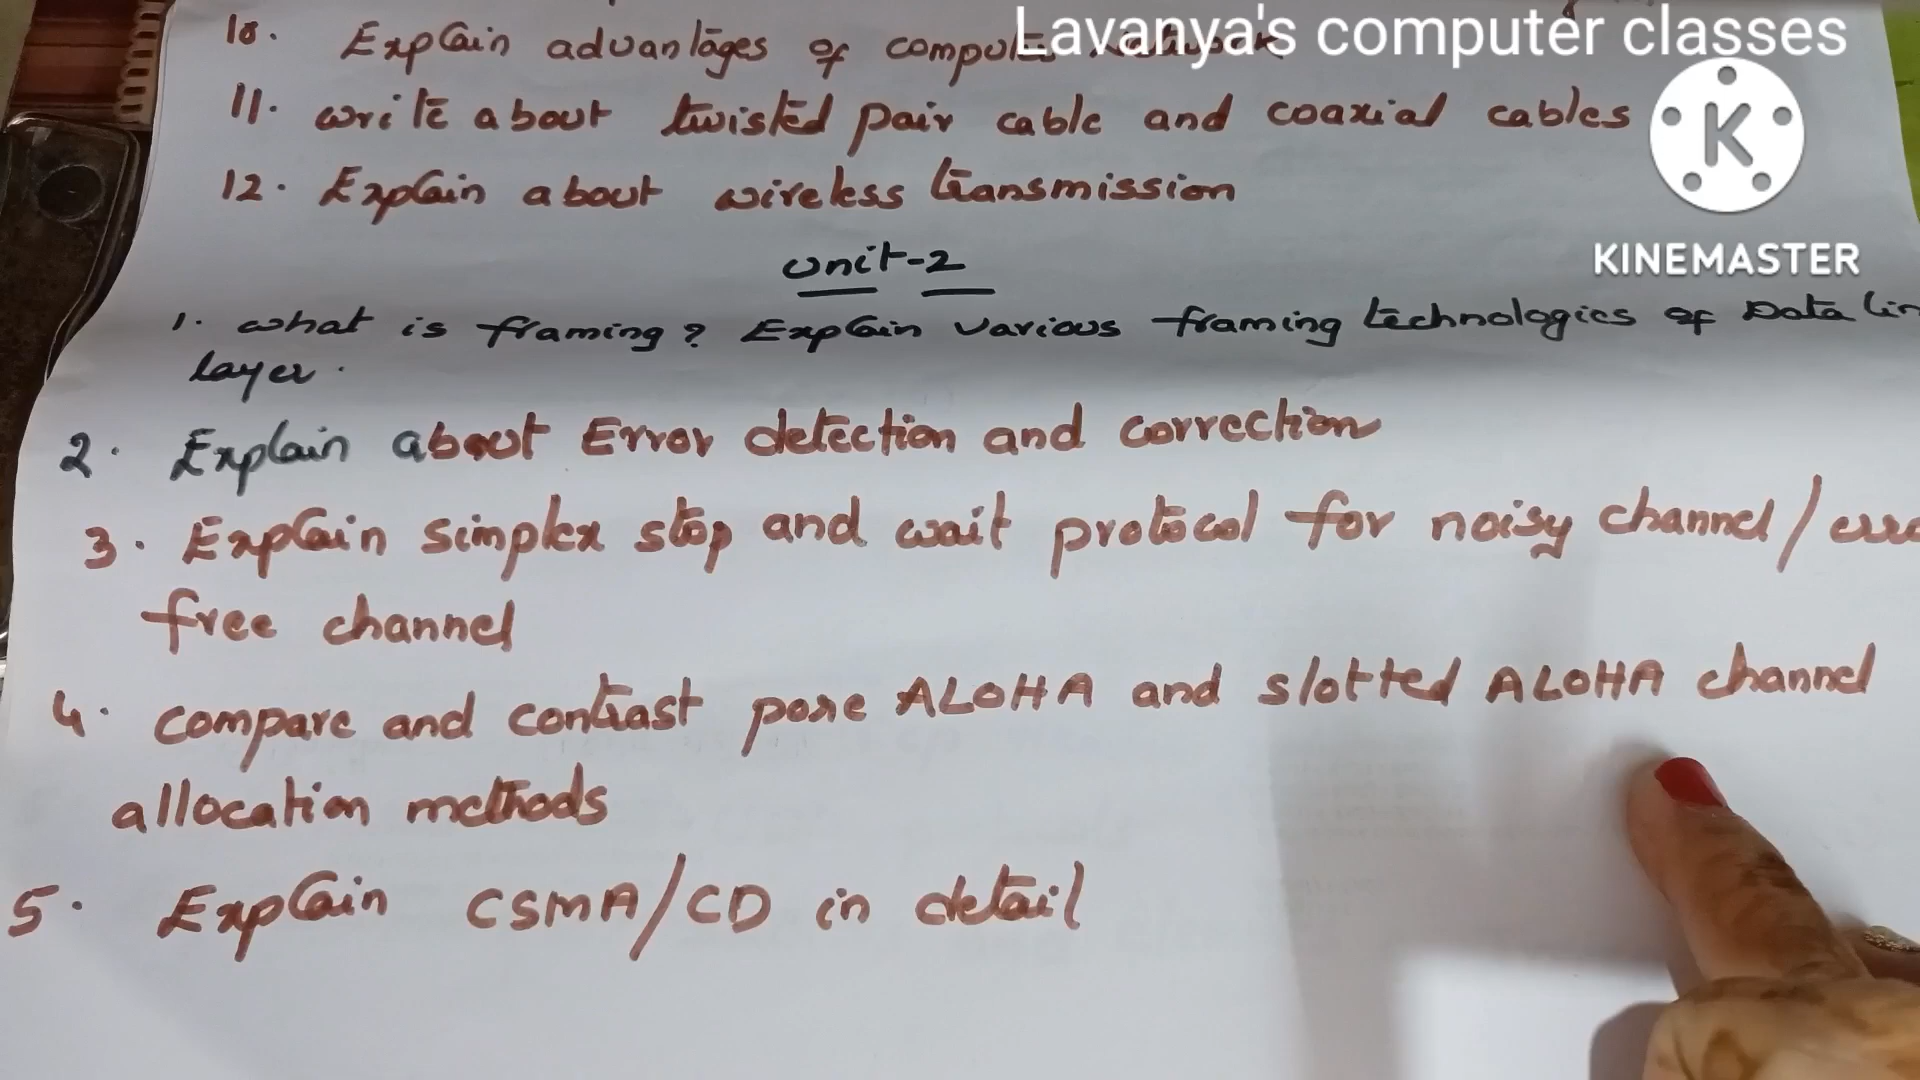 Lavanya's computer classes
10. Explain advantages of computer
11. write about twisted pair cable and coaxial cables
K
12. Explain about wireless transmission
KINEMASTER
unit-2
1. what is framing? Explain various framing technologies of Data lin
layer.
2. Explain about Error detection and correction
3. Explain simplex stop and wait protocol for noisy channel/
free channel
4. compare and contrast pure ALOHA and slotted ALOHA channel
allocation methods
5. Explain CSMA/CD in detail